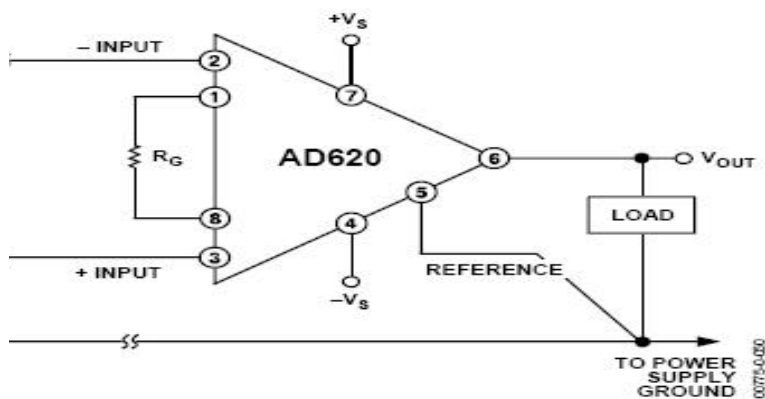 +VS
– INPUT
2
1
7
RG
AD620
6
VOUT
5
8
4
LOAD
3
+ INPUT
REFERENCE
–VS
TO POWER
SUPPLY
GROUND
00775-0-050